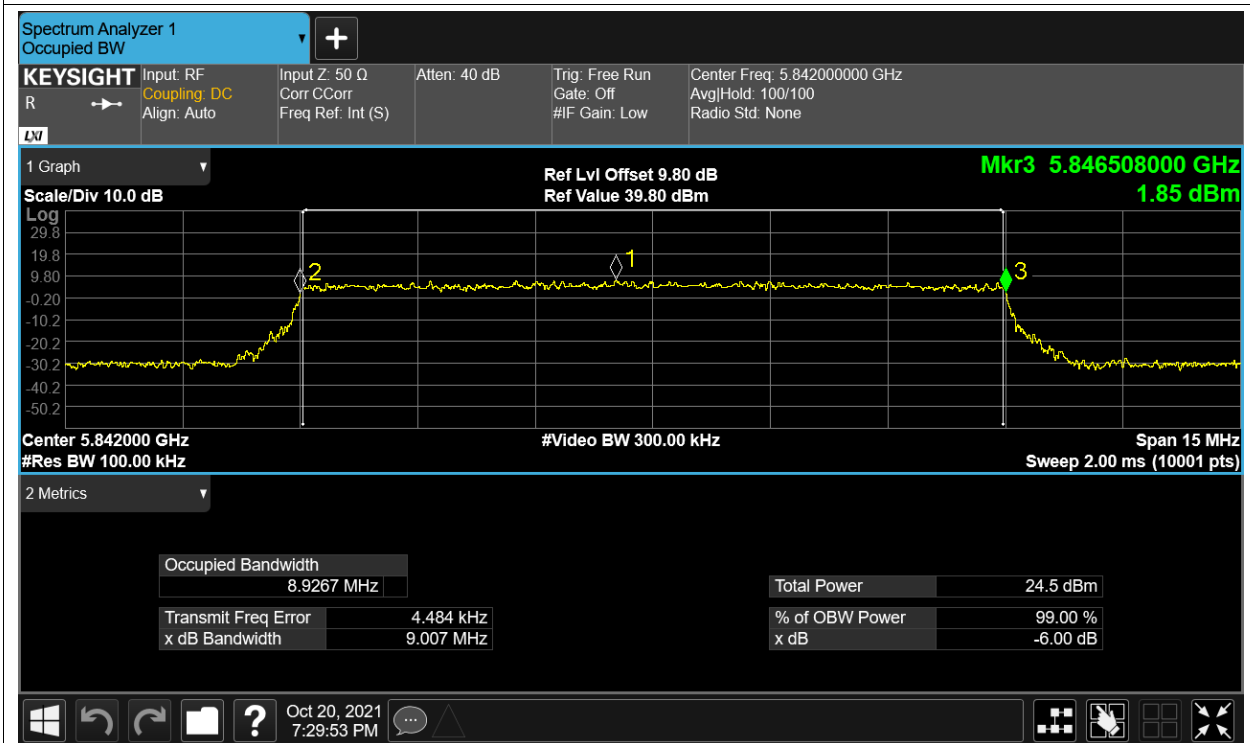 Spectrum Analyzer 1
Occupied BW
KEYSIGHT
R
LXI
Input: RF
Coupling: DC
Align: Auto
Input Z: 50 Ω
Corr CCorr
Freq Ref: Int (S)
Atten: 40 dB
Trig: Free Run
Gate: Off
#IF Gain: Low
Center Freq: 5.842000000 GHz
Avg|Hold: 100/100
Radio Std: None
1 Graph
Scale/Div 10.0 dB
Ref Lvl Offset 9.80 dB
Ref Value 39.80 dBm
Mkr3 5.846508000 GHz
1.85 dBm
Log
29.8
19.8
9.80
-0.20
-10.2
-20.2
-30.2
-40.2
-50.2
2
1
3
Center 5.842000 GHz
#Video BW 300.00 kHz
Span 15 MHz
#Res BW 100.00 kHz
Sweep 2.00 ms (10001 pts)
2 Metrics
Occupied Bandwidth
8.9267 MHz
Total Power 24.5 dBm
Transmit Freq Error 4.484 kHz
% of OBW Power 99.00 %
x dB Bandwidth 9.007 MHz
x dB -6.00 dB
?
Oct 20, 2021
7:29:53 PM